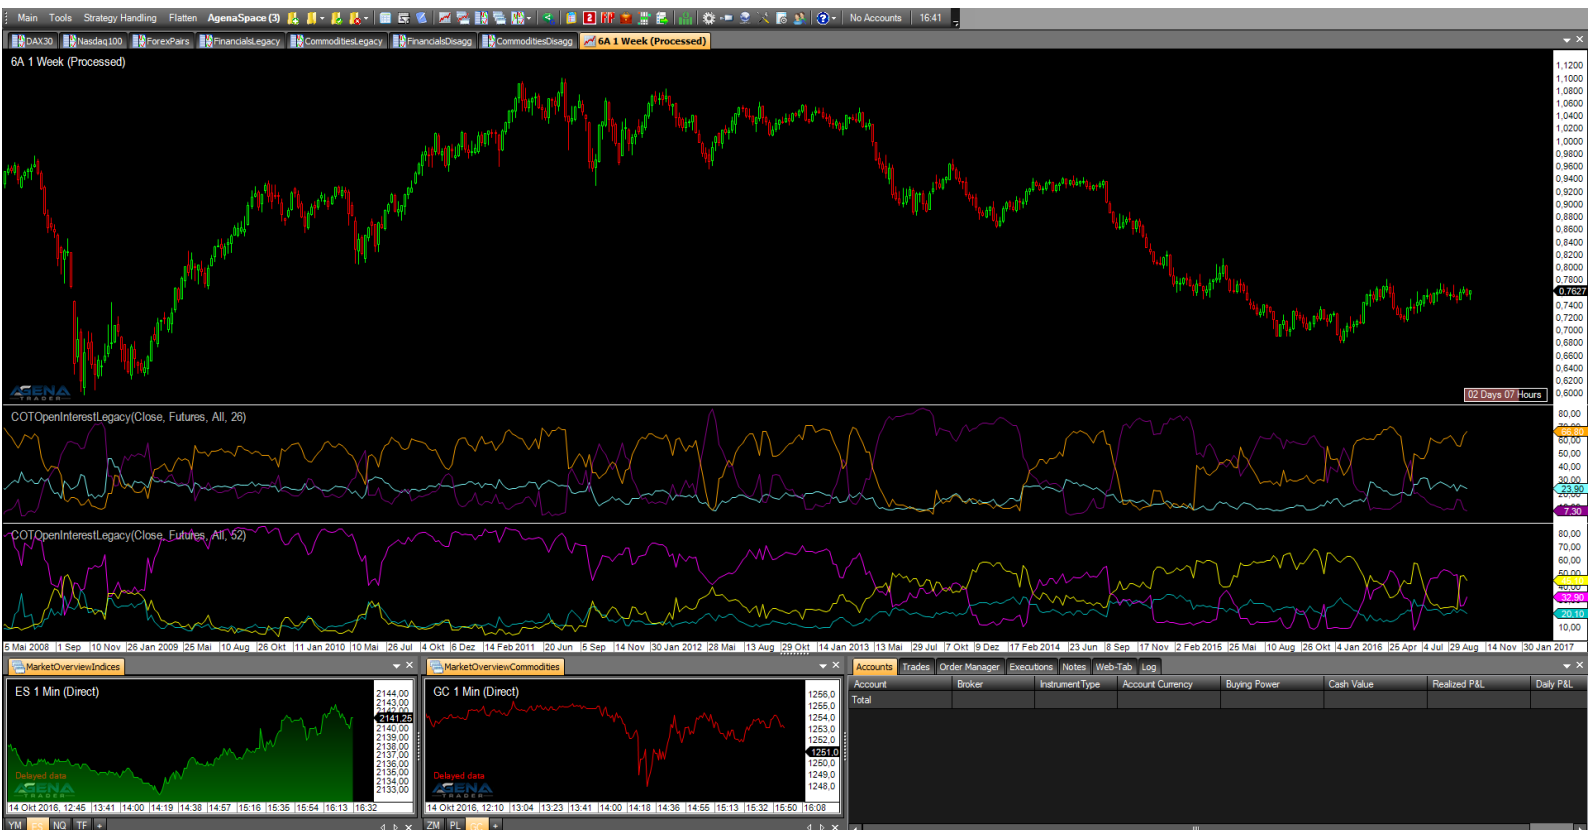 Main Tools Strategy Handling Flatten AgenaSpace (3) No Accounts 16:41
DAX30 Nasdaq100 ForexPairs FinancialsLegacy CommoditiesLegacy FinancialsDisagg CommoditiesDisagg 6A 1 Week (Processed)
6A 1 Week (Processed)
1,1200
1,1000
1,0800
1,0600
1,0400
1,0200
1,0000
0,9800
0,9600
0,9400
0,9200
0,9000
0,8800
0,8600
0,8400
0,8200
0,8000
0,7800
0,7627
0,7400
0,7200
0,7000
0,6800
0,6600
0,6400
0,6200
0,6000
AGENA
TRADER
02 Days 07 Hours
COTOpenInterestLegacy(Close, Futures, All, 26)
80,00
66,80
60,00
50,00
40,00
30,00
23,90
7,30
COTOpenInterestLegacy(Close, Futures, All, 52)
80,00
70,00
60,00
32,90
20,10
10,00
5 Mai 2008 1 Sep 10 Nov 26 Jan 2009 25 Mai 10 Aug 26 Okt 11 Jan 2010 10 Mai 26 Jul 4 Okt 6 Dez 14 Feb 2011 20 Jun 5 Sep 14 Nov 30 Jan 2012 28 Mai 13 Aug 29 Okt 14 Jan 2013 13 Mai 29 Jul 7 Okt 9 Dez 17 Feb 2014 23 Jun 8 Sep 17 Nov 2 Feb 2015 25 Mai 10 Aug 26 Okt 4 Jan 2016 25 Apr 4 Jul 29 Aug 14 Nov 30 Jan 2017
MarketOverviewIndices
ES 1 Min (Direct)
2144,00
2143,00
2141,25
2140,00
2139,00
2138,00
2137,00
2136,00
2135,00
2134,00
2133,00
Delayed data
AGENA
TRADER
14 Okt 2016, 12:45 13:41 14:00 14:19 14:38 14:57 15:16 15:35 15:54 16:13 16:32
YM ES NQ TF +
MarketOverviewCommodities
GC 1 Min (Direct)
1256,0
1255,0
1254,0
1253,0
1252,0
1251,0
1250,0
1249,0
1248,0
Delayed data
AGENA
TRADER
14 Okt 2016, 12:10 13:04 13:23 13:41 14:00 14:18 14:36 14:55 15:13 15:32 15:50 16:08
ZM PL GC +
Accounts Trades Order Manager Executions Notes Web-Tab Log
Account Broker InstrumentType Account Currency Buying Power Cash Value Realized P&L Daily P&L
Total